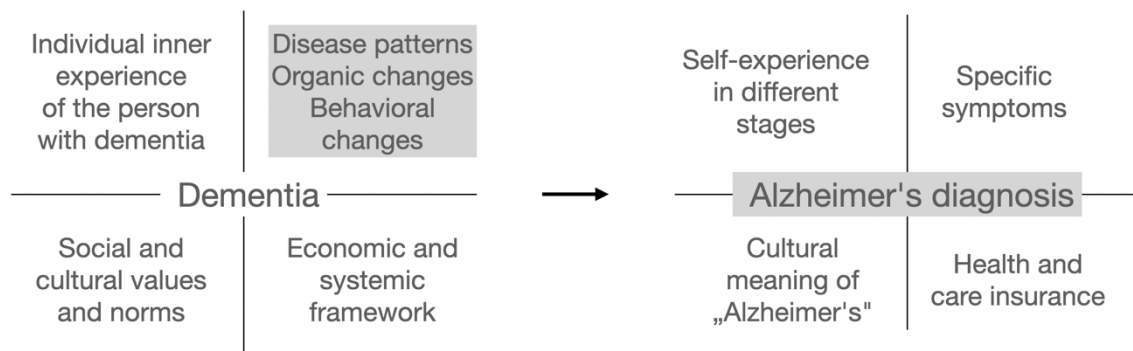 Individual inner
experience
of the person
with dementia
Disease patterns
Organic changes
Behavioral
changes
Dementia
Social and
cultural values
and norms
Economic and
systemic
framework
Self-experience
in different
stages
Specific
symptoms
Alzheimer's diagnosis
Cultural
meaning of
„Alzheimer's"
Health and
care insurance